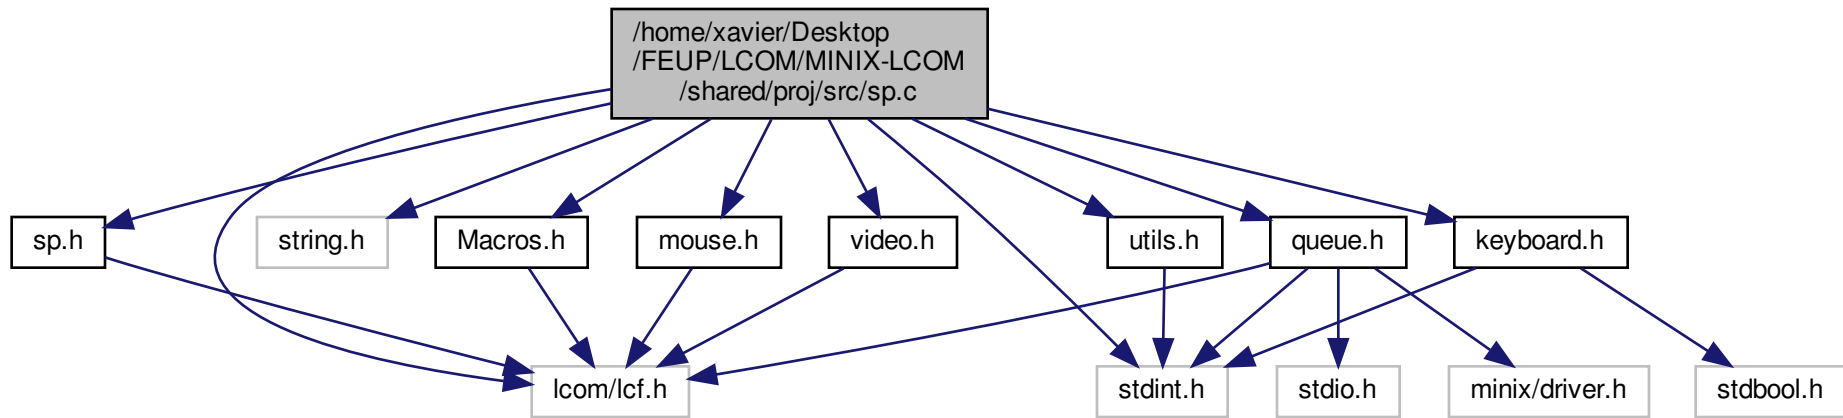 /home/xavier/Desktop
/FEUP/LCOM/MINIX-LCOM
/shared/proj/src/sp.c
sp.h
string.h
Macros.h
mouse.h
video.h
utils.h
queue.h
keyboard.h
lcom/lcf.h
stdint.h
stdio.h
minix/driver.h
stdbool.h